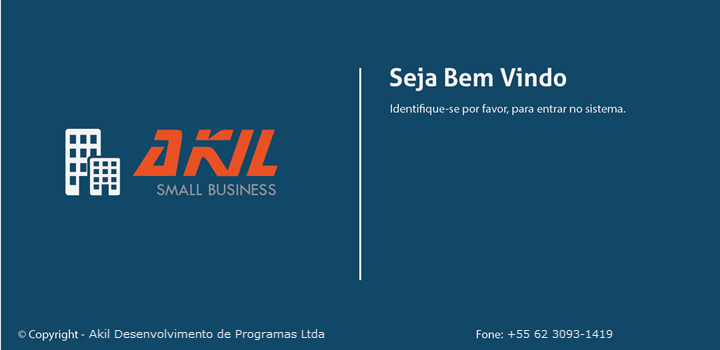 Seja Bem Vindo
Identifique-se por favor, para entrar no sistema.
AKIL
SMALL BUSINESS
© Copyright - Akil Desenvolvimento de Programas Ltda
Fone: +55 62 3093-1419